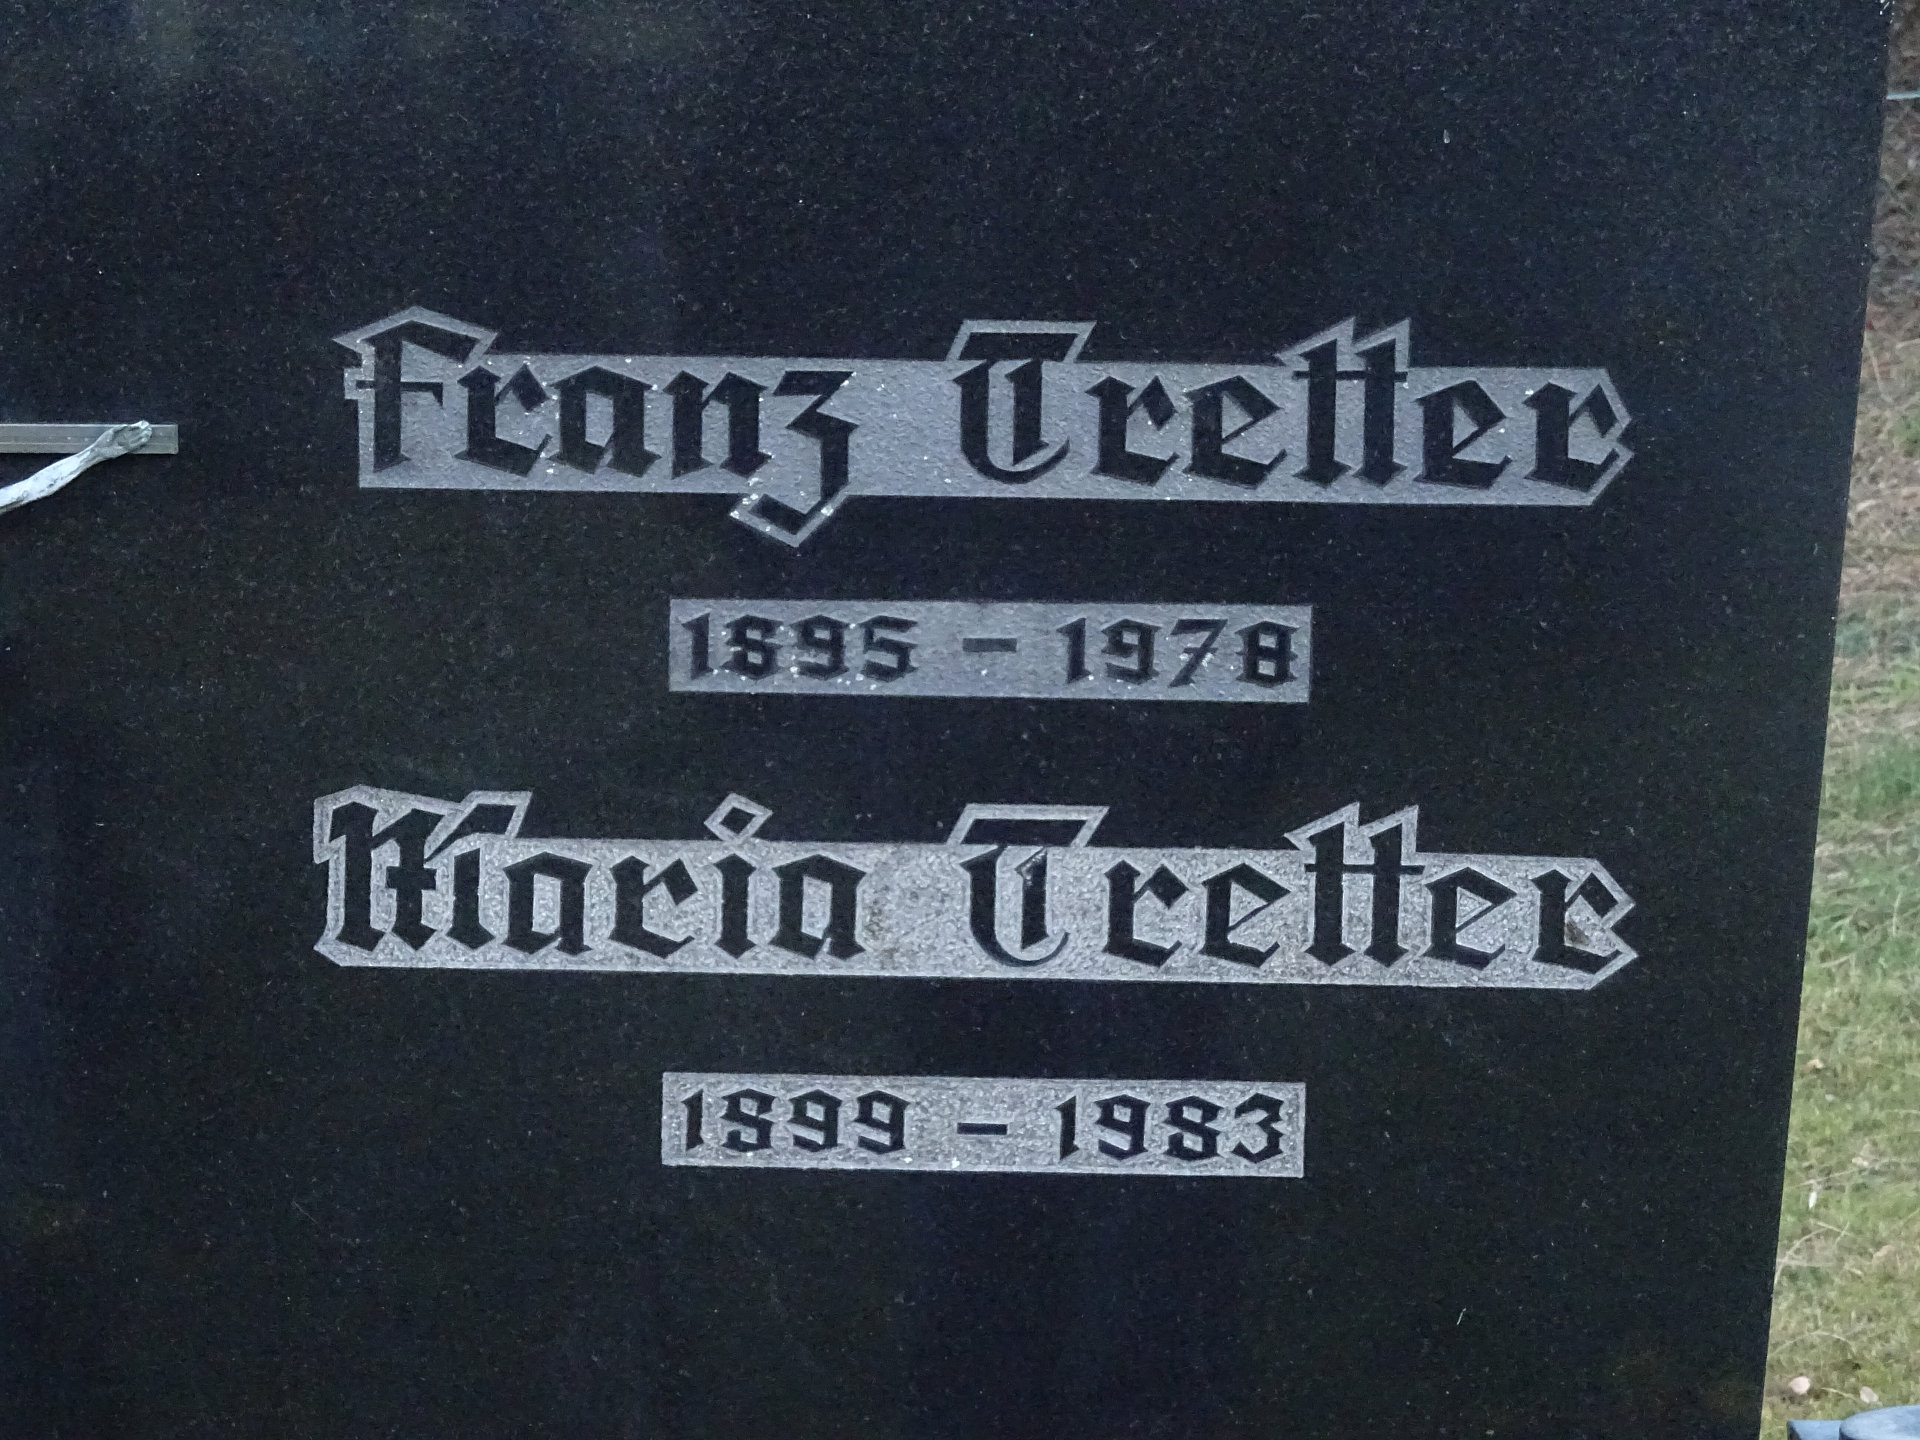 Franz Tretter
1895 - 1978
Maria Tretter
1899 - 1983